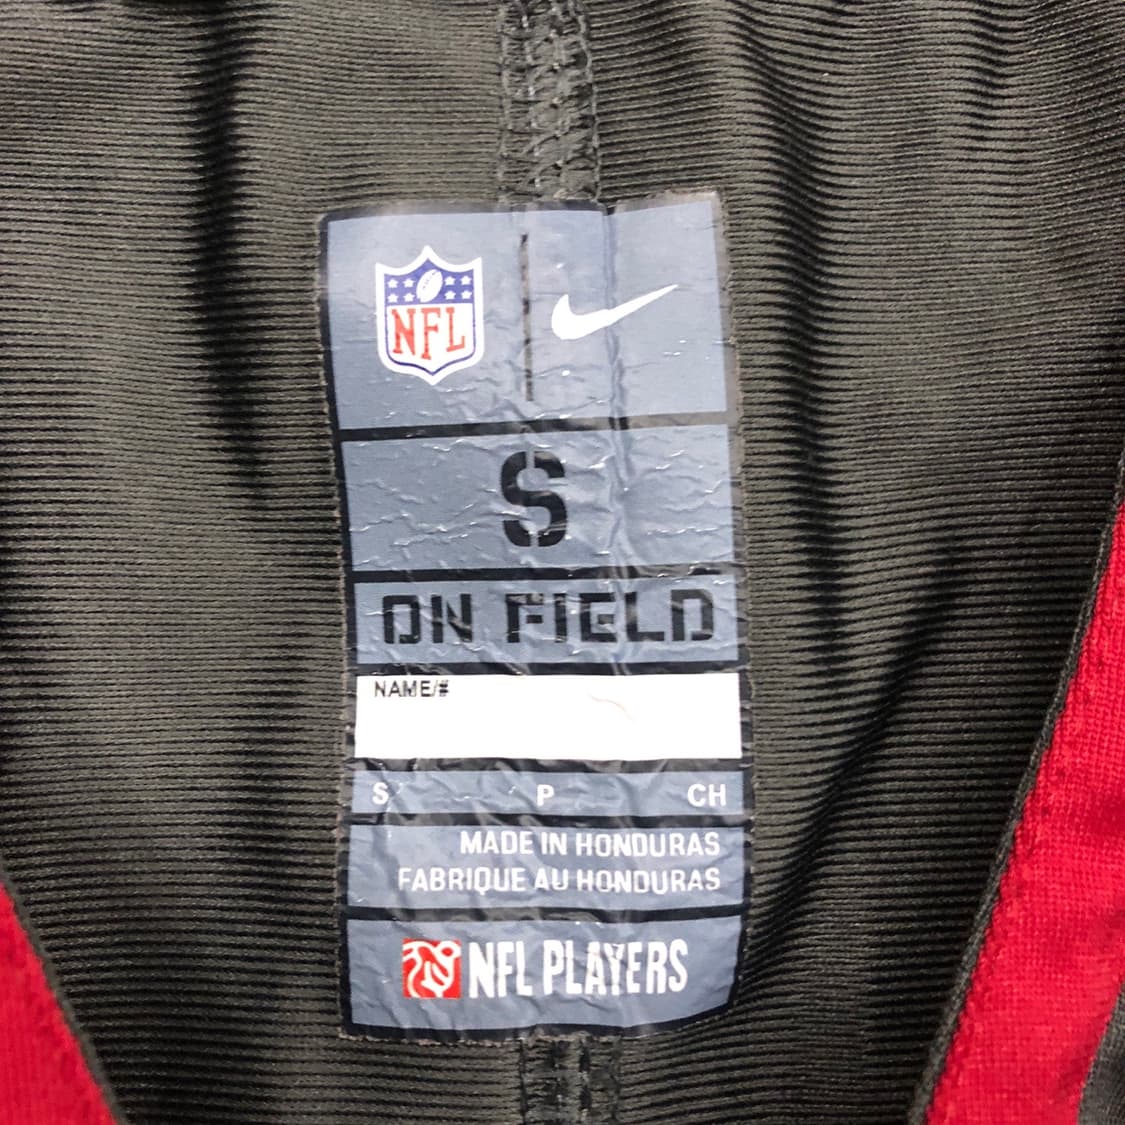 NFL
S
ON FIELD
NAME/#
S P CH
MADE IN HONDURAS
FABRIQUE AU HONDURAS
NFL PLAYERS